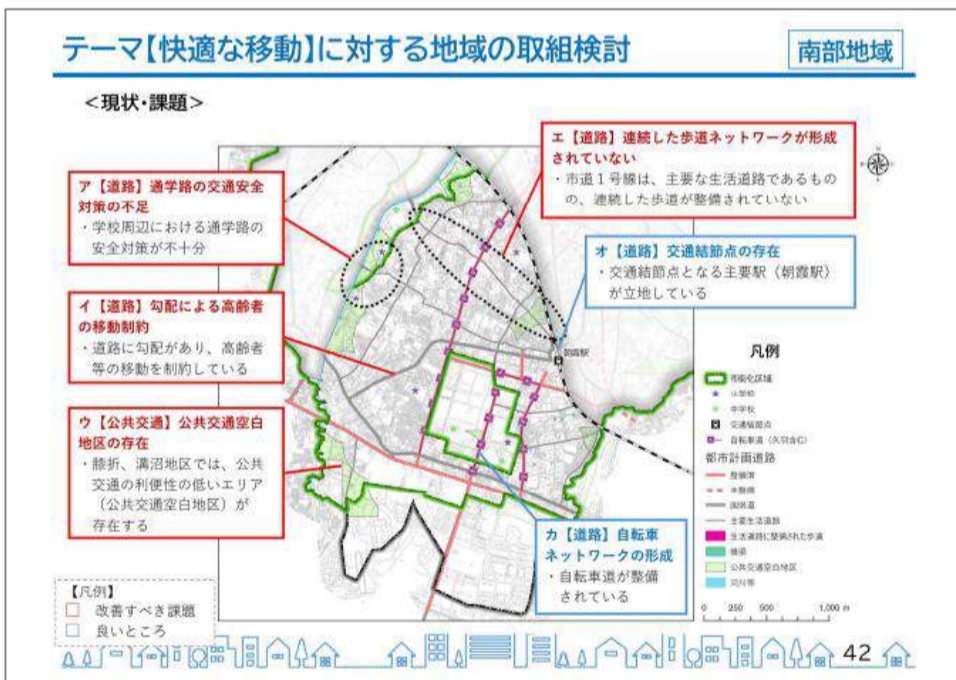 テーマ【快適な移動】に対する地域の取組検討
南部地域
＜現状・課題＞
ア【道路】通学路の交通安全
対策の不足
・学校周辺における通学路の
安全対策が不十分
イ【道路】勾配による高齢者
の移動制約
・道路に勾配があり、高齢者
等の移動を制約している
ウ【公共交通】公共交通空白
地区の存在
・膝折、溝沼地区では、公共
交通の利便性の低いエリア
（公共交通空白地区）が
存在する
エ【道路】連続した歩道ネットワークが形成
されていない
・市道１号線は、主要な生活道路であるもの
の、連続した歩道が整備されていない
オ【道路】交通結節点の存在
・交通結節点となる主要駅（朝霞駅）
が立地している
朝霞駅
カ【道路】自転車
ネットワークの形成
・自転車道が整備
されている
凡例
市街化区域
小学校
中学校
交通結節点
自転車道（矢羽含む）
都市計画道路
整備済
未整備
国県道
主要生活道路
生活道路に整備された歩道
橋梁
公共交通空白地区
河川等
0 250 500 1,000 m
【凡例】
改善すべき課題
良いところ
42